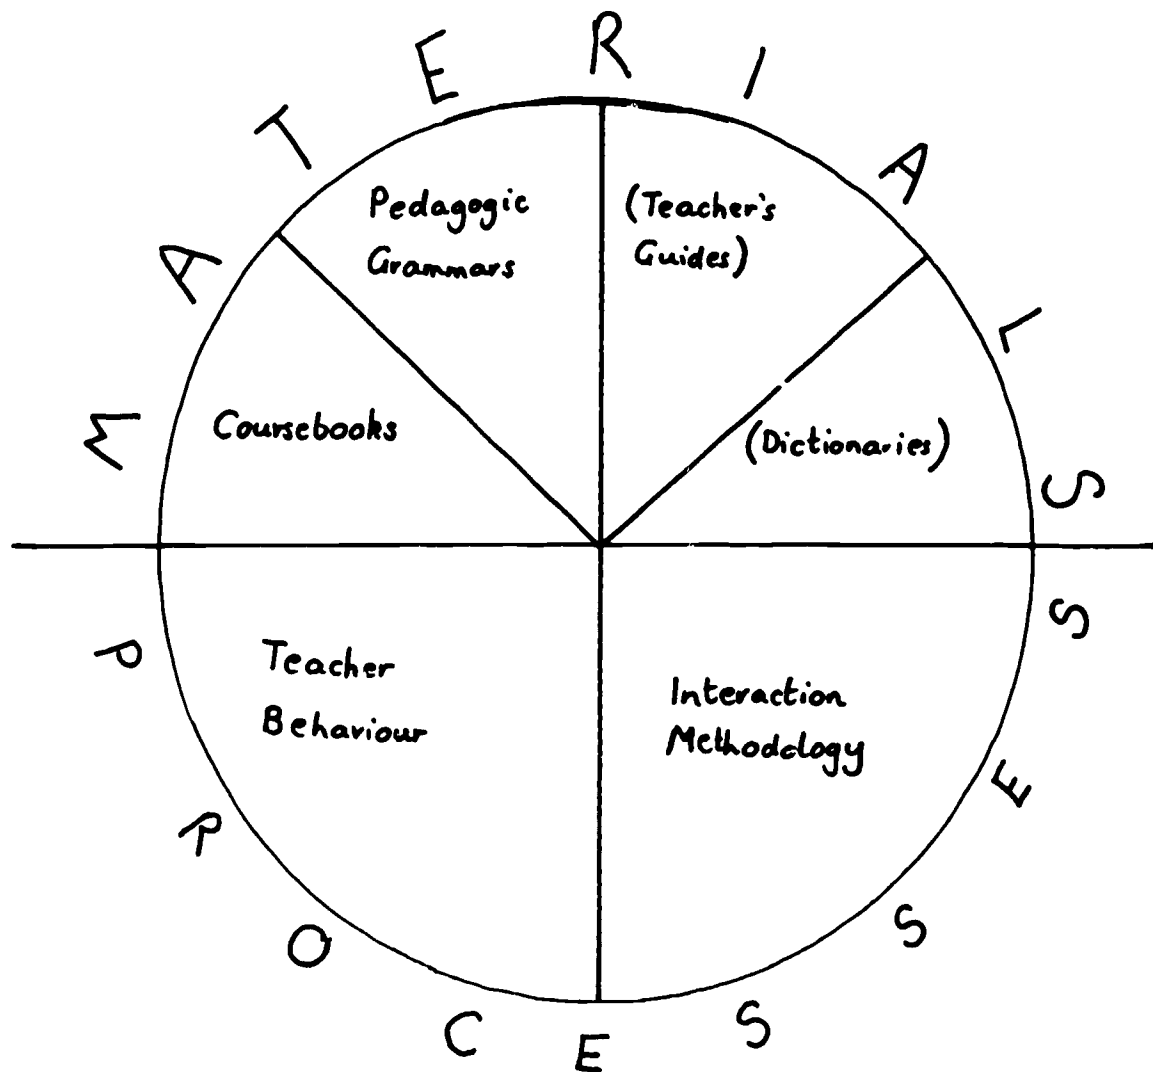 MATERIALS
Pedagogic
Grammars
(Teacher's
Guides)
Coursebooks
(Dictionaries)
Teacher
Behaviour
Interaction
Methodology
PROCESSES